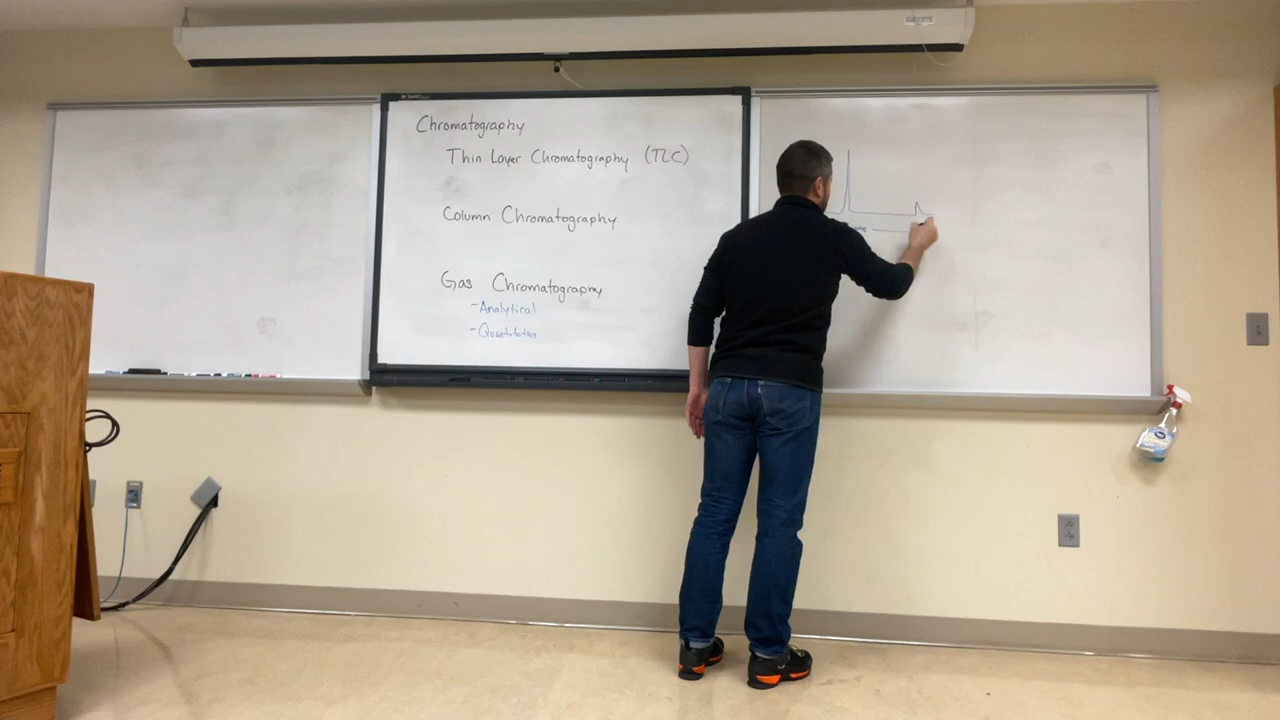 Chromatography
Thin Layer Chromatography (TLC)
Column Chromatography
Gas Chromatography
-Analytical
-Quantitative